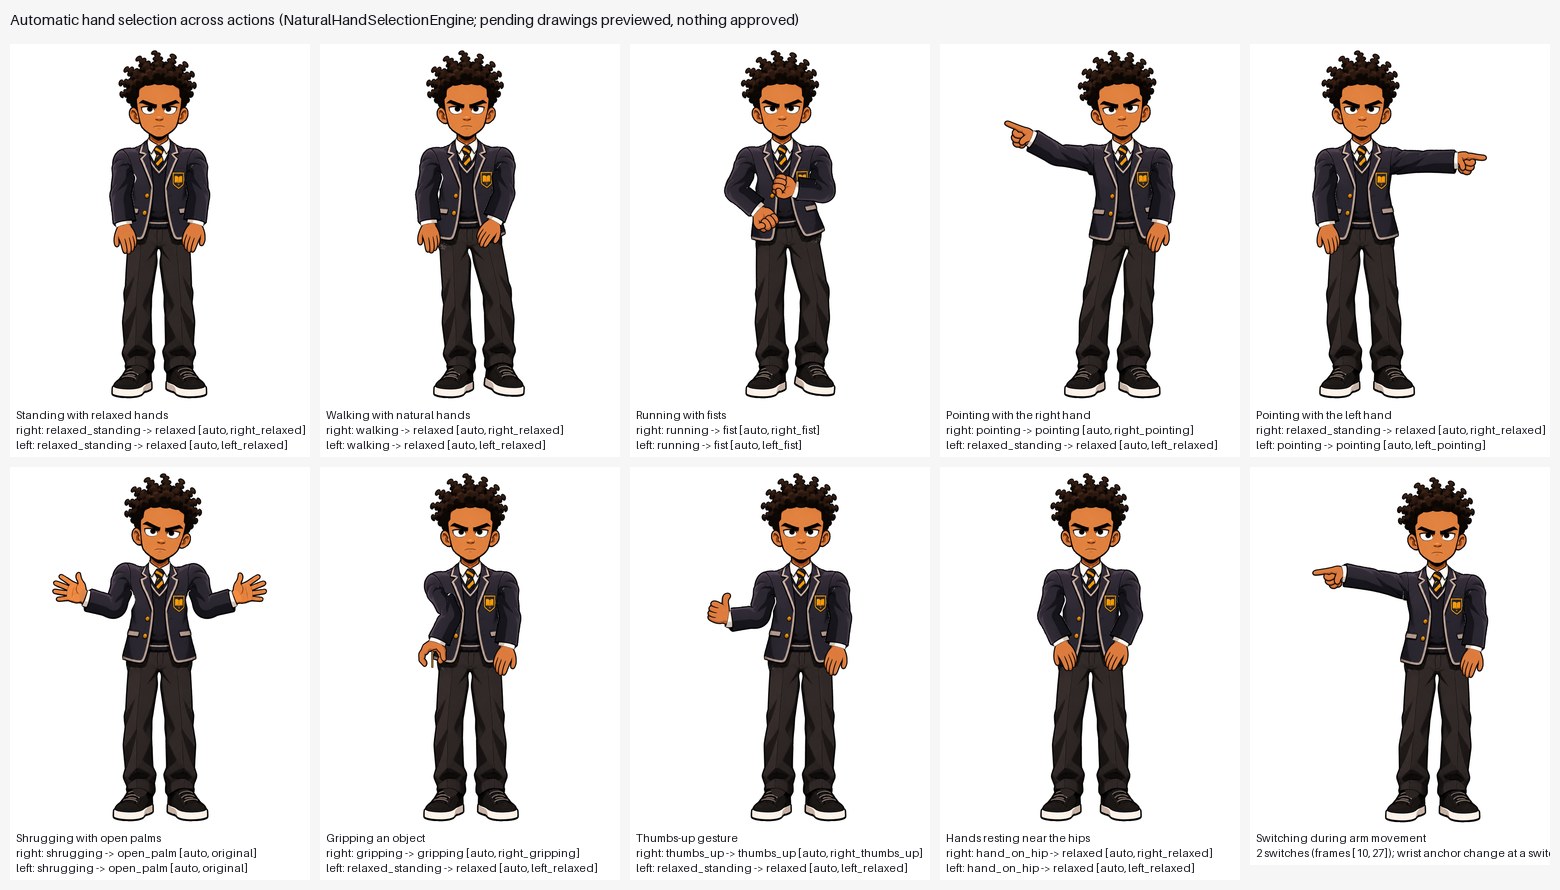 Automatic hand selection across actions (NaturalHandSelectionEngine; pending drawings previewed, nothing approved)
Standing with relaxed hands
right: relaxed_standing -> relaxed [auto, right_relaxed]
left: relaxed_standing -> relaxed [auto, left_relaxed]
Walking with natural hands
right: walking -> relaxed [auto, right_relaxed]
left: walking -> relaxed [auto, left_relaxed]
Running with fists
right: running -> fist [auto, right_fist]
left: running -> fist [auto, left_fist]
Pointing with the right hand
right: pointing -> pointing [auto, right_pointing]
left: relaxed_standing -> relaxed [auto, left_relaxed]
Pointing with the left hand
right: relaxed_standing -> relaxed [auto, right_relaxed]
left: pointing -> pointing [auto, left_pointing]
Shrugging with open palms
right: shrugging -> open_palm [auto, original]
left: shrugging -> open_palm [auto, original]
Gripping an object
right: gripping -> gripping [auto, right_gripping]
left: relaxed_standing -> relaxed [auto, left_relaxed]
Thumbs-up gesture
right: thumbs_up -> thumbs_up [auto, right_thumbs_up]
left: relaxed_standing -> relaxed [auto, left_relaxed]
Hands resting near the hips
right: hand_on_hip -> relaxed [auto, right_relaxed]
left: hand_on_hip -> relaxed [auto, left_relaxed]
Switching during arm movement
2 switches (frames [10, 27]); wrist anchor change at a swit